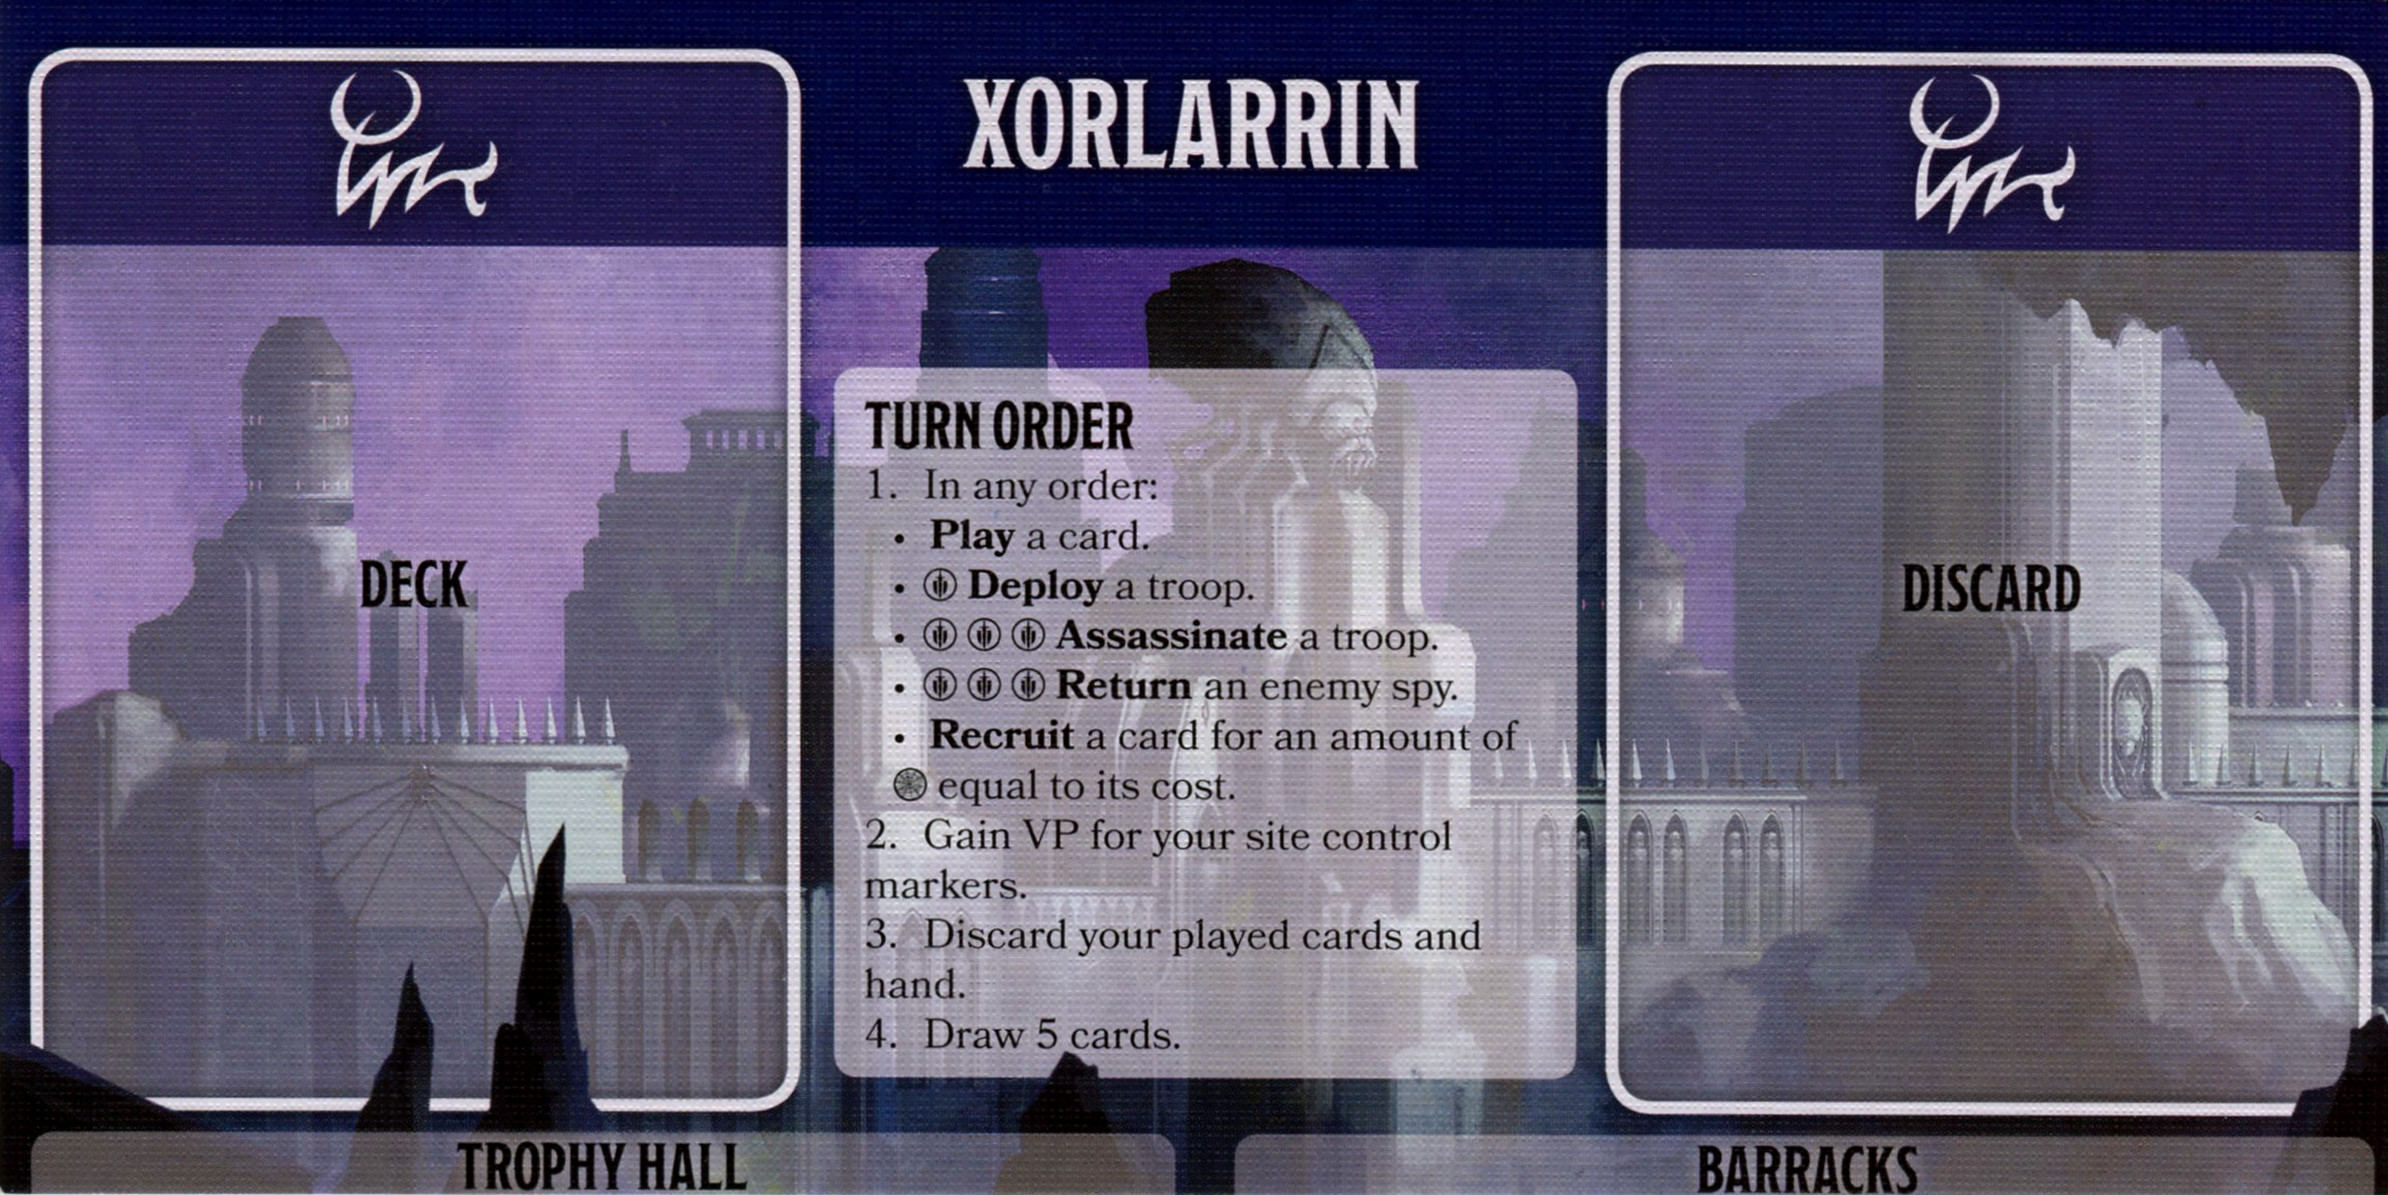 XORLARRIN
DECK
TURN ORDER
1. In any order:
• Play a card.
• Deploy a troop.
• Assassinate a troop.
• Return an enemy spy.
• Recruit a card for an amount of
equal to its cost.
2. Gain VP for your site control
markers.
3. Discard your played cards and
hand.
4. Draw 5 cards.
DISCARD
TROPHY HALL
BARRACKS